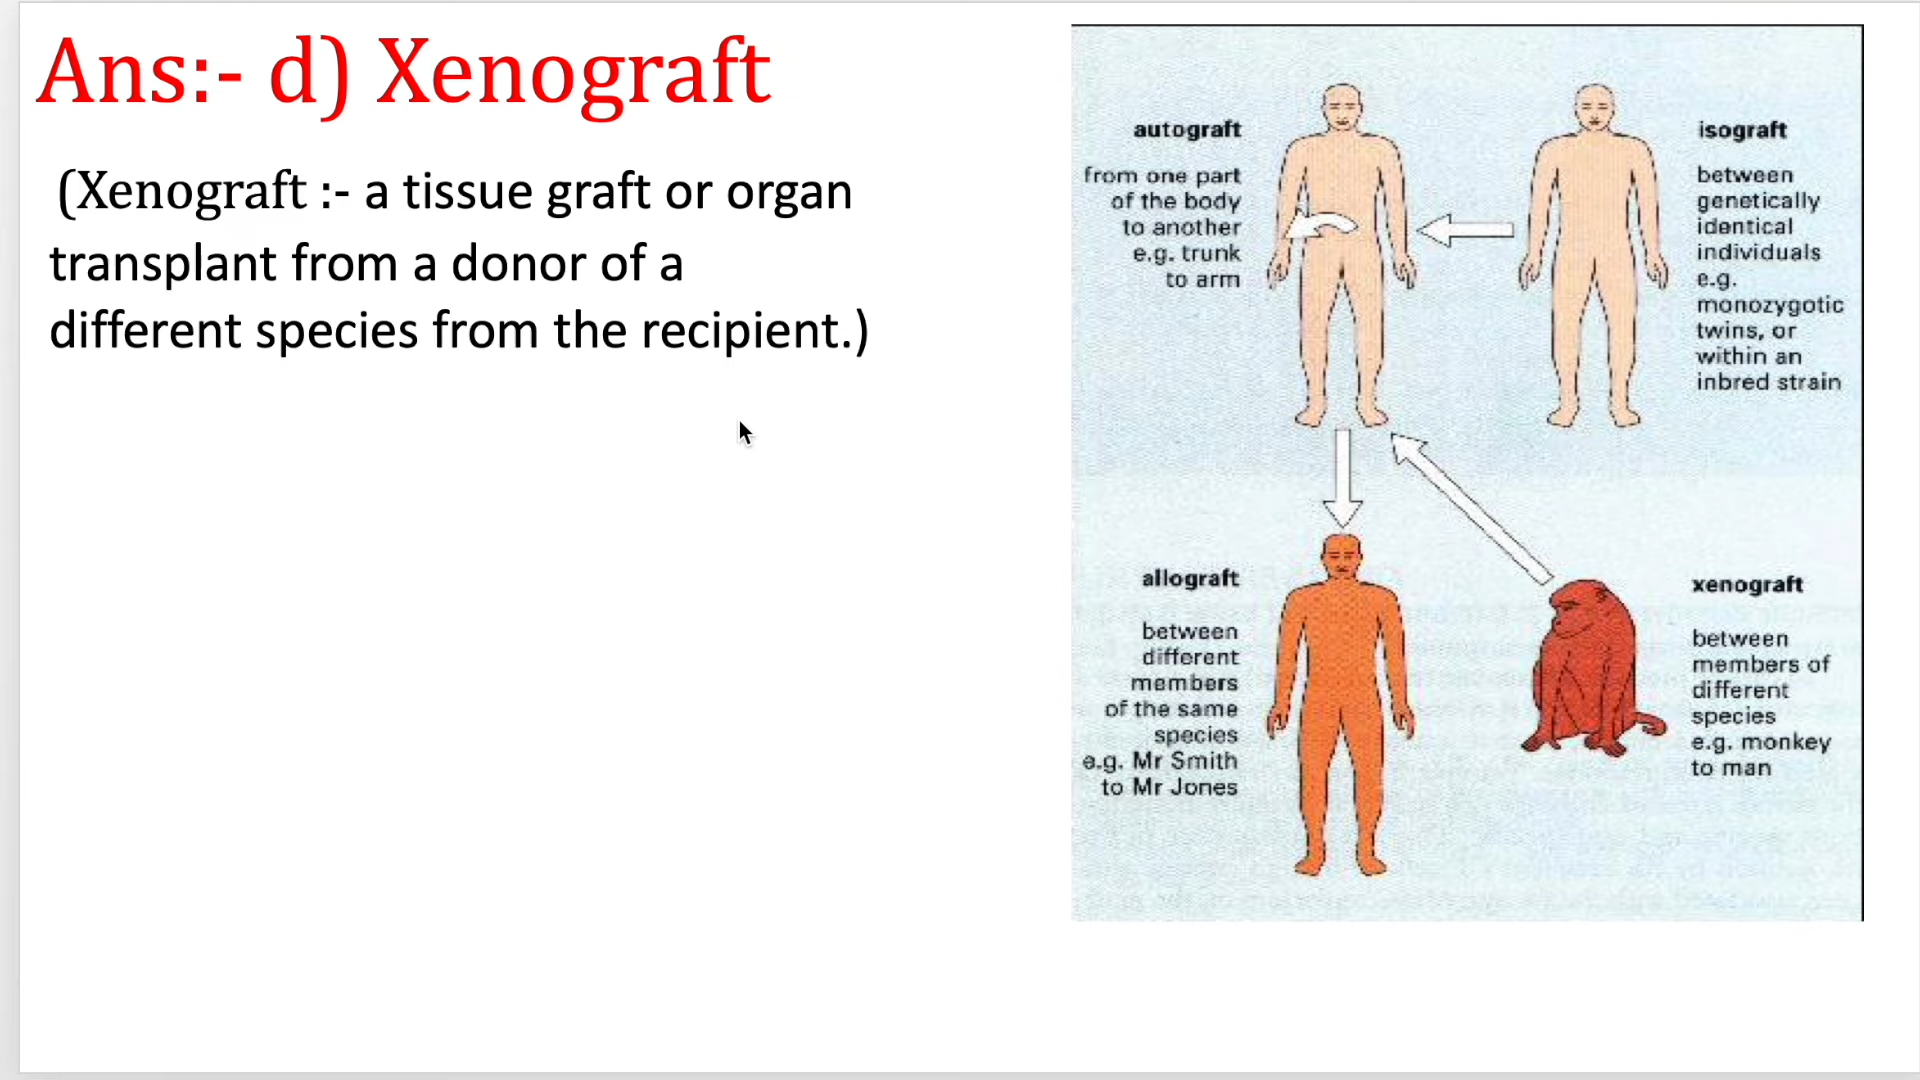 Ans:- d) Xenograft
(Xenograft :- a tissue graft or organ
transplant from a donor of a
different species from the recipient.)
autograft
from one part
of the body
to another
e.g. trunk
to arm
isograft
between
genetically
identical
individuals
e.g.
monozygotic
twins, or
within an
inbred strain
allograft
between
different
members
of the same
species
e.g. Mr Smith
to Mr Jones
xenograft
between
members of
different
species
e.g. monkey
to man